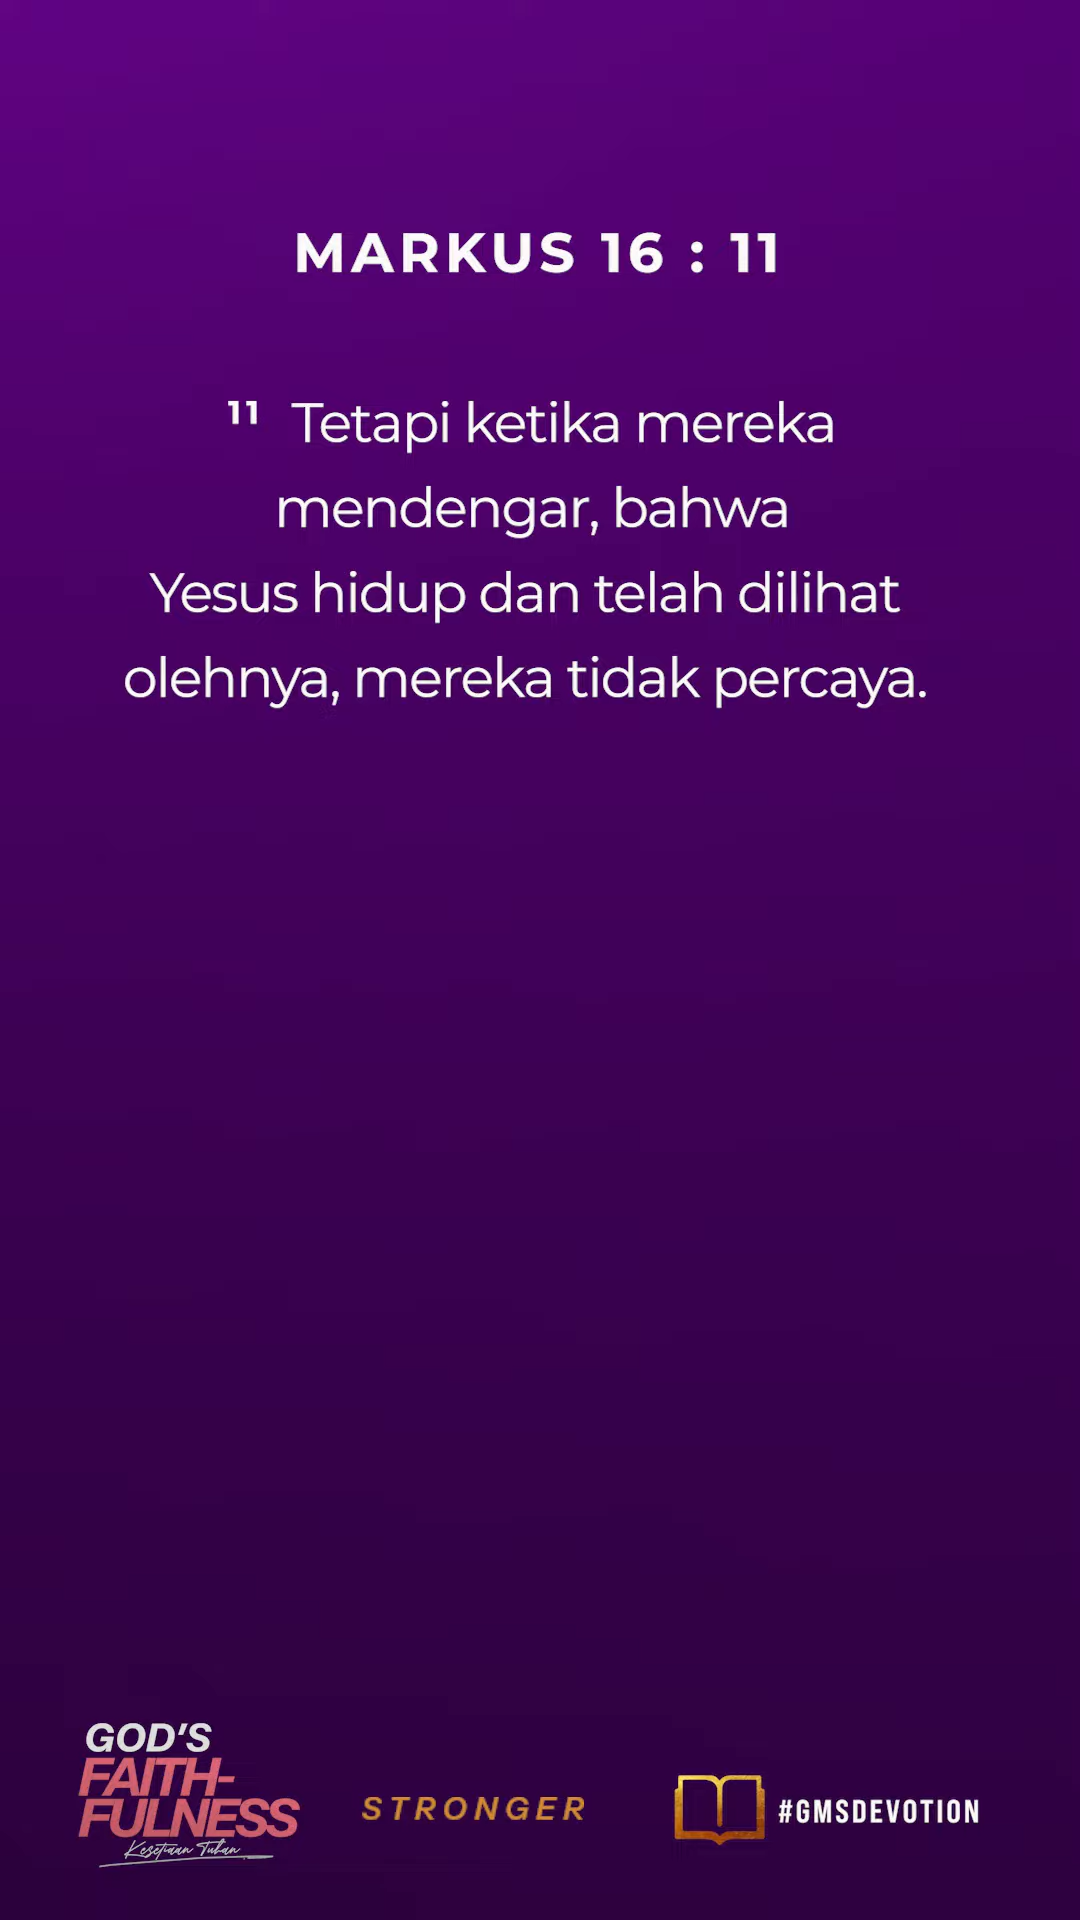 MARKUS 16 : 11
11 Tetapi ketika mereka
mendengar, bahwa
Yesus hidup dan telah dilihat
olehnya, mereka tidak percaya.
GOD'S
FAITH-
FULNESS
Kesetiaan Tuhan
STRONGER
#GMSDEVOTION